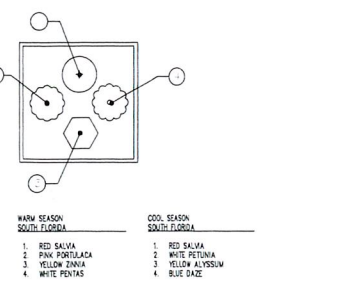 WARM SEASON
SOUTH FLORIDA
1. RED SALVIA
2. PINK PORTULACA
3. YELLOW ZINNIA
4. WHITE PENTAS
COOL SEASON
SOUTH FLORIDA
1. RED SALVIA
2. WHITE PETUNIA
3. YELLOW ALYSSUM
4. BLUE DAZE